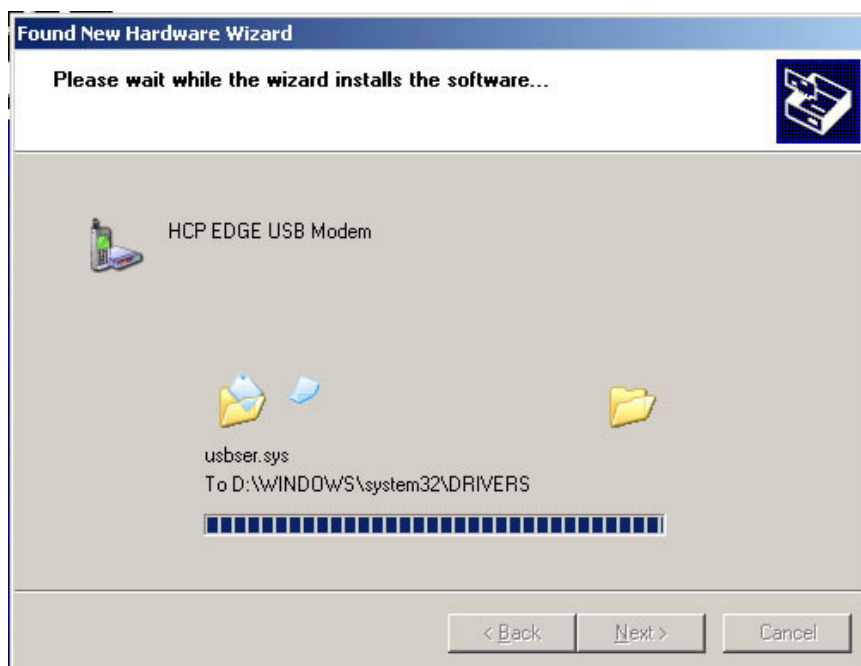 Found New Hardware Wizard
Please wait while the wizard installs the software...
HCP EDGE USB Modem
usbser.sys
To D:\WINDOWS\system32\DRIVERS
< Back Next > Cancel